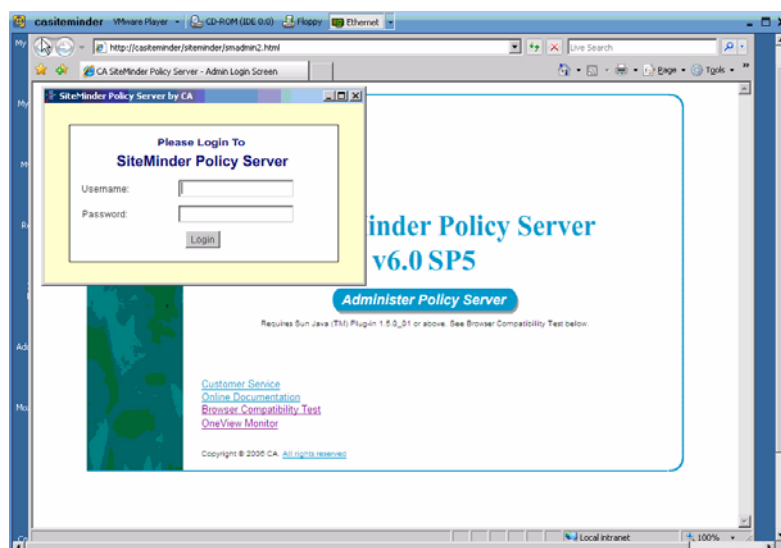 casiteminder VMware Player CD-ROM (IDE 0:0) Floppy Ethernet
http://casiteminder/siteminder/smadmin2.html Live Search
CA SiteMinder Policy Server - Admin Login Screen Page Tools
SiteMinder Policy Server by CA
Please Login To
SiteMinder Policy Server
Username:
Password:
Login
inder Policy Server
v6.0 SP5
Administer Policy Server
Requires Sun Java (TM) Plug-in 1.5.0_01 or above. See Browser Compatibility Test below.
Customer Service
Online Documentation
Browser Compatibility Test
OneView Monitor
Copyright © 2006 CA. All rights reserved
Local intranet 100%